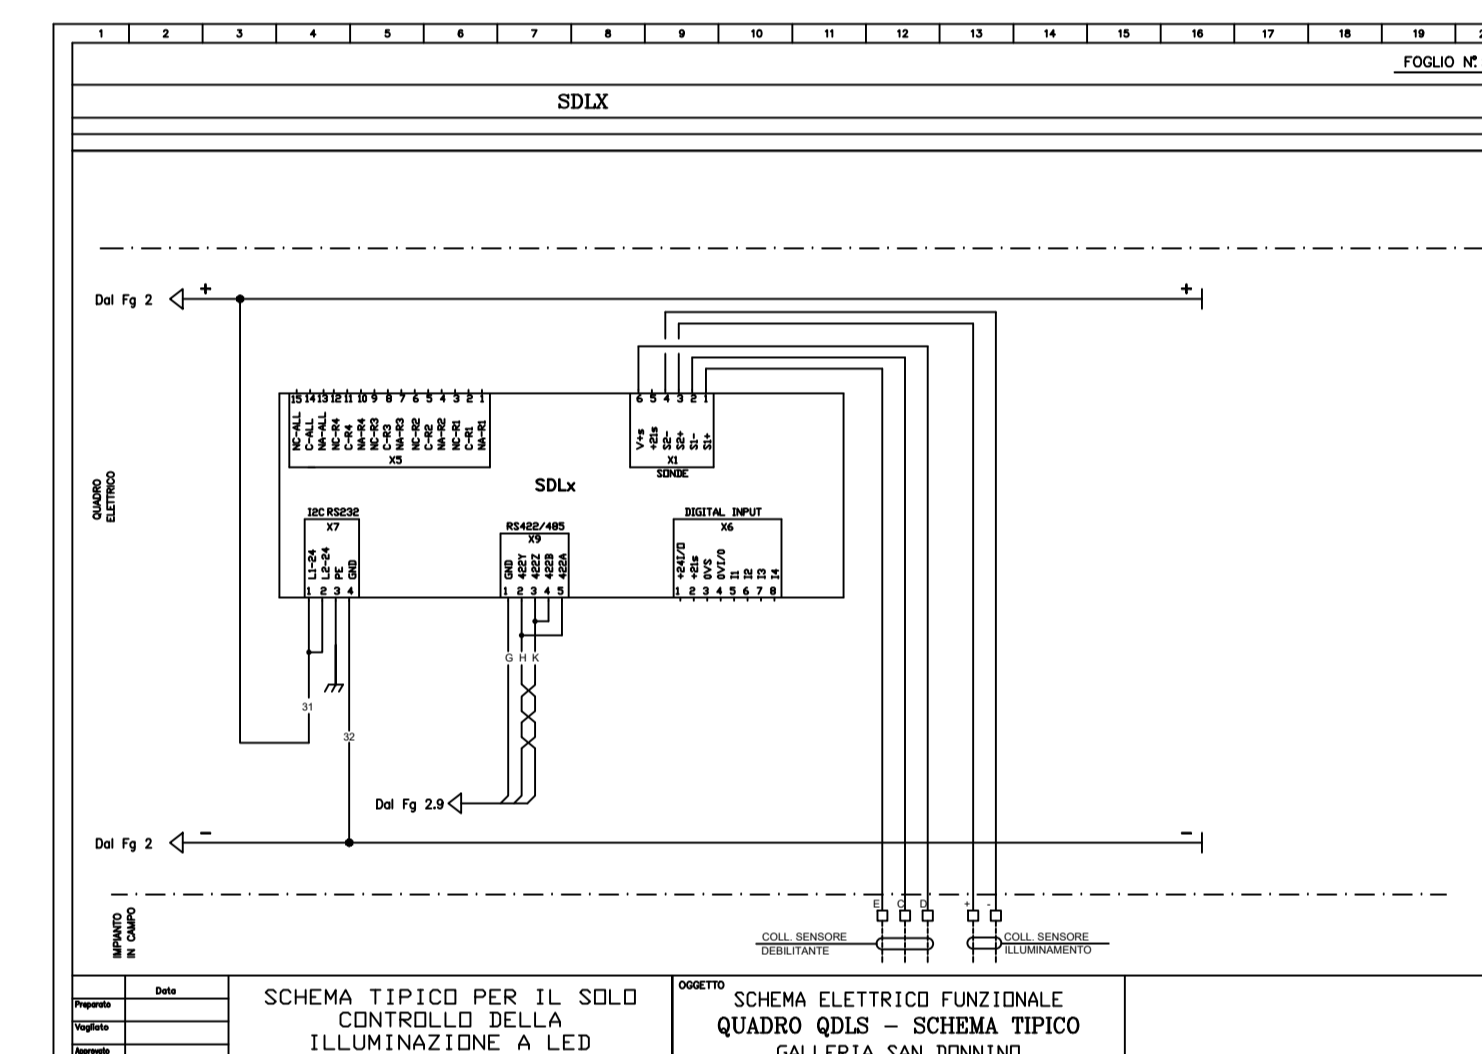 1 2 3 4 5 6 7 8 9 10 11 12 13 14 15 16 17 18 19
FOGLIO N°.
SDLX
Dal Fg 2 + +
15 14 13 12 11 10 9 8 7 6 5 4 3 2 1
NC-ALL C-ALL NA-ALL NC-R4 C-R4 NA-R4 NC-R3 C-R3 NA-R3 NC-R2 C-R2 NA-R2 NC-R1 C-R1 NA-R1
X5
6 5 4 3 2 1
V+s +21s S2- S2+ S1- S1+
X1
SONDE
SDLx
QUADRO
ELETTRICO
I2C RS232
X7
L1-24 L2-24 PE GND
1 2 3 4
RS422/485
X9
GND 422Y 422Z 422B 422A
1 2 3 4 5
DIGITAL INPUT
X6
+24I/O +21s 0VS 0VI/O I1 I2 I3 I4
1 2 3 4 5 6 7 8
G H K
31
32
Dal Fg 2.9
Dal Fg 2 - -
IMPIANTO
IN CAMPO
E C D + -
COLL. SENSORE
DEBILITANTE
COLL. SENSORE
ILLUMINAMENTO
Data
Preparato
Vagliato
Approvato
SCHEMA TIPICO PER IL SOLO
CONTROLLO DELLA
ILLUMINAZIONE A LED
OGGETTO
SCHEMA ELETTRICO FUNZIONALE
QUADRO QDLS - SCHEMA TIPICO
GALLERIA SAN DONNINO